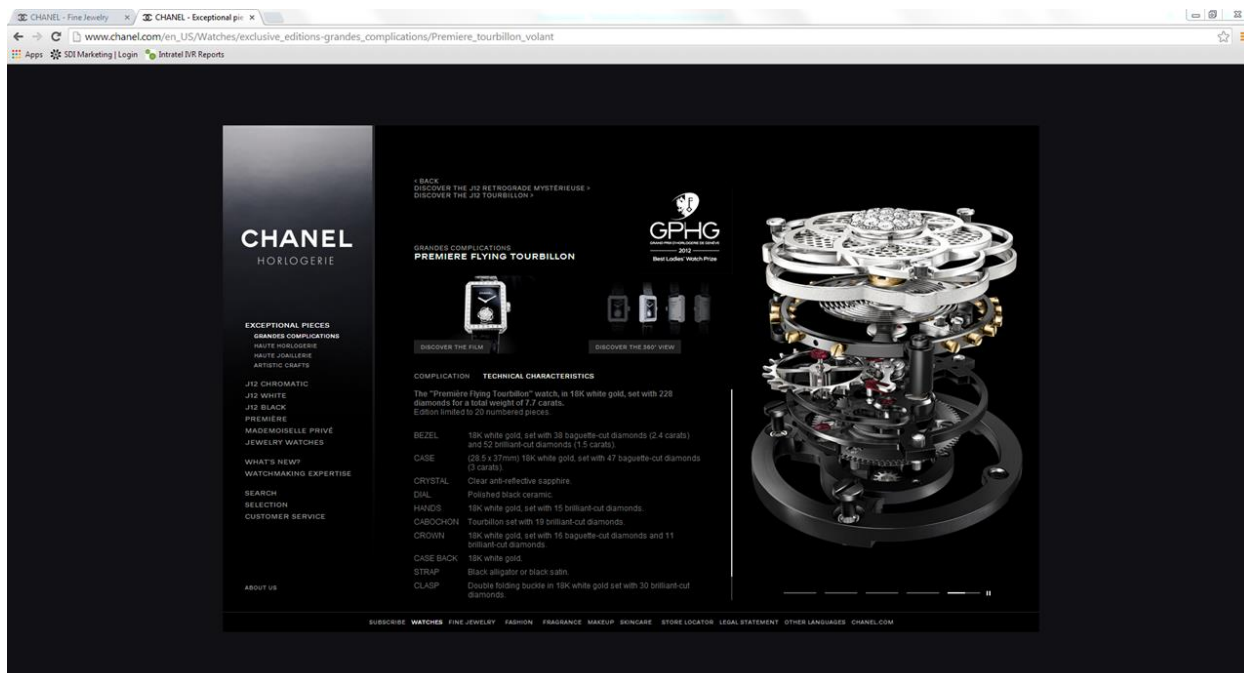 CHANEL - Fine Jewelry
CHANEL - Exceptional pie
www.chanel.com/en_US/Watches/exclusive_editions-grandes_complications/Premiere_tourbillon_volant
Apps SDI Marketing | Login Intratel IVR Reports
CHANEL
HORLOGERIE
EXCEPTIONAL PIECES
GRANDES COMPLICATIONS
HAUTE HORLOGERIE
HAUTE JOAILLERIE
ARTISTIC CRAFTS
J12 CHROMATIC
J12 WHITE
J12 BLACK
PREMIÈRE
MADEMOISELLE PRIVÉ
JEWELRY WATCHES
WHAT'S NEW?
WATCHMAKING EXPERTISE
SEARCH
SELECTION
CUSTOMER SERVICE
ABOUT US
< BACK
DISCOVER THE J12 RETROGRADE MYSTÉRIEUSE >
DISCOVER THE J12 TOURBILLON >
GPHG
GRAND PRIX D'HORLOGERIE DE GENÈVE
2012
Best Ladies' Watch Prize
GRANDES COMPLICATIONS
PREMIERE FLYING TOURBILLON
DISCOVER THE FILM
DISCOVER THE 360° VIEW
COMPLICATION TECHNICAL CHARACTERISTICS
The "Première Flying Tourbillon" watch, in 18K white gold, set with 228
diamonds for a total weight of 7.7 carats.
Edition limited to 20 numbered pieces.
BEZEL 18K white gold, set with 38 baguette-cut diamonds (2.4 carats)
and 52 brilliant-cut diamonds (1.5 carats).
CASE (28.5 x 37mm) 18K white gold, set with 47 baguette-cut diamonds
(3 carats).
CRYSTAL Clear anti-reflective sapphire.
DIAL Polished black ceramic.
HANDS 18K white gold, set with 15 brilliant-cut diamonds.
CABOCHON Tourbillon set with 19 brilliant-cut diamonds.
CROWN 18K white gold, set with 16 baguette-cut diamonds and 11
brilliant-cut diamonds.
CASE BACK 18K white gold.
STRAP Black alligator or black satin.
CLASP Double folding buckle in 18K white gold set with 30 brilliant-cut
diamonds.
SUBSCRIBE WATCHES FINE JEWELRY FASHION FRAGRANCE MAKEUP SKINCARE STORE LOCATOR LEGAL STATEMENT OTHER LANGUAGES CHANEL.COM